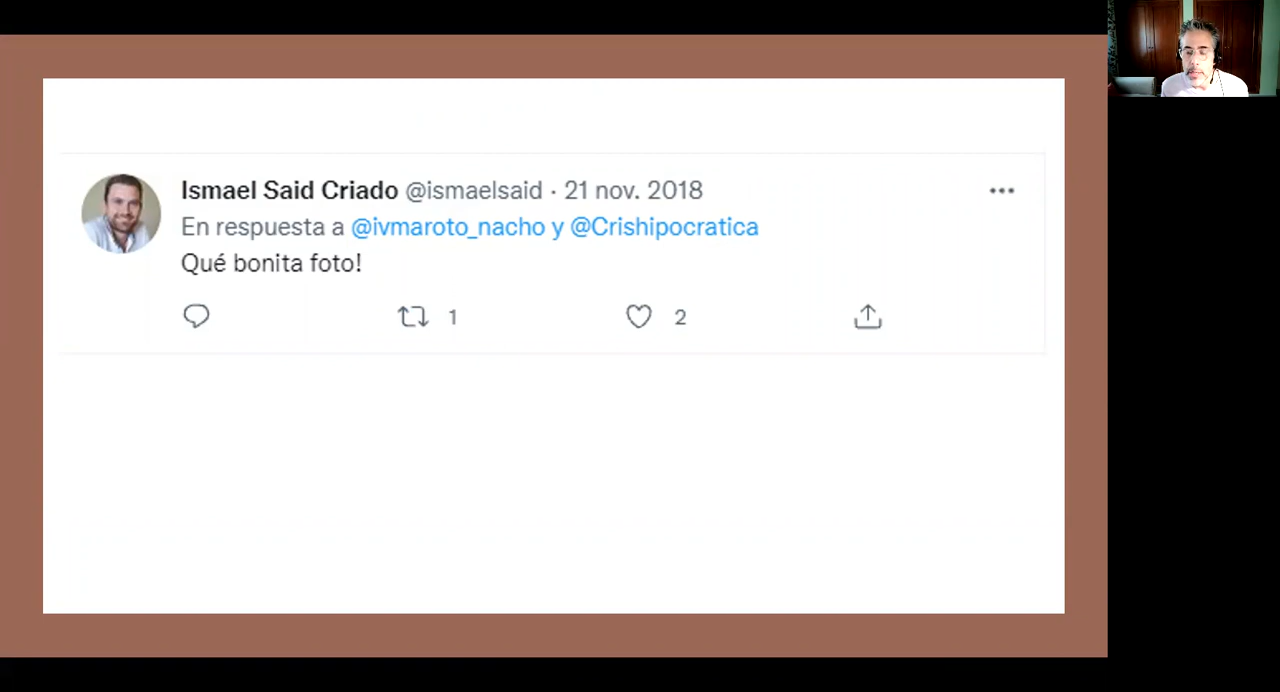 Ismael Said Criado @ismaelsaid · 21 nov. 2018
En respuesta a @ivmaroto_nacho y @Crishipocratica
Qué bonita foto!
1 2